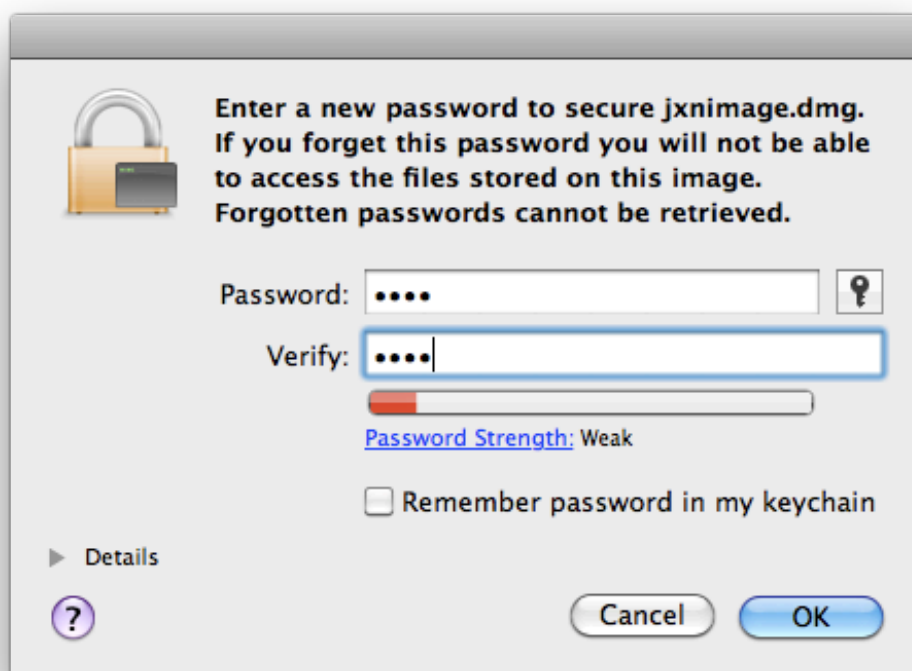 Enter a new password to secure jxnimage.dmg.
If you forget this password you will not be able
to access the files stored on this image.
Forgotten passwords cannot be retrieved.
Password: ••••
Verify: ••••
Password Strength: Weak
Remember password in my keychain
Details
?
Cancel
OK